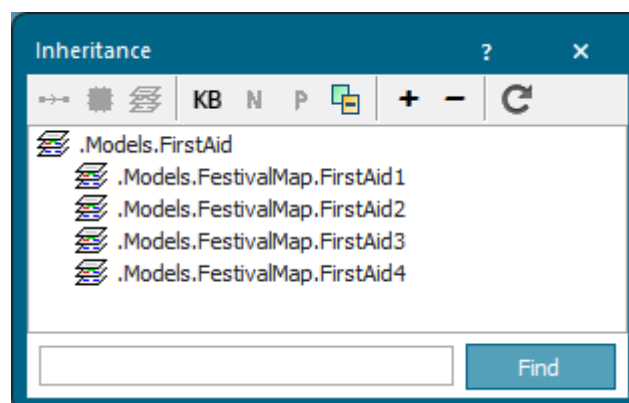 Inheritance ? ×
KB N P + −
.Models.FirstAid
.Models.FestivalMap.FirstAid1
.Models.FestivalMap.FirstAid2
.Models.FestivalMap.FirstAid3
.Models.FestivalMap.FirstAid4
Find